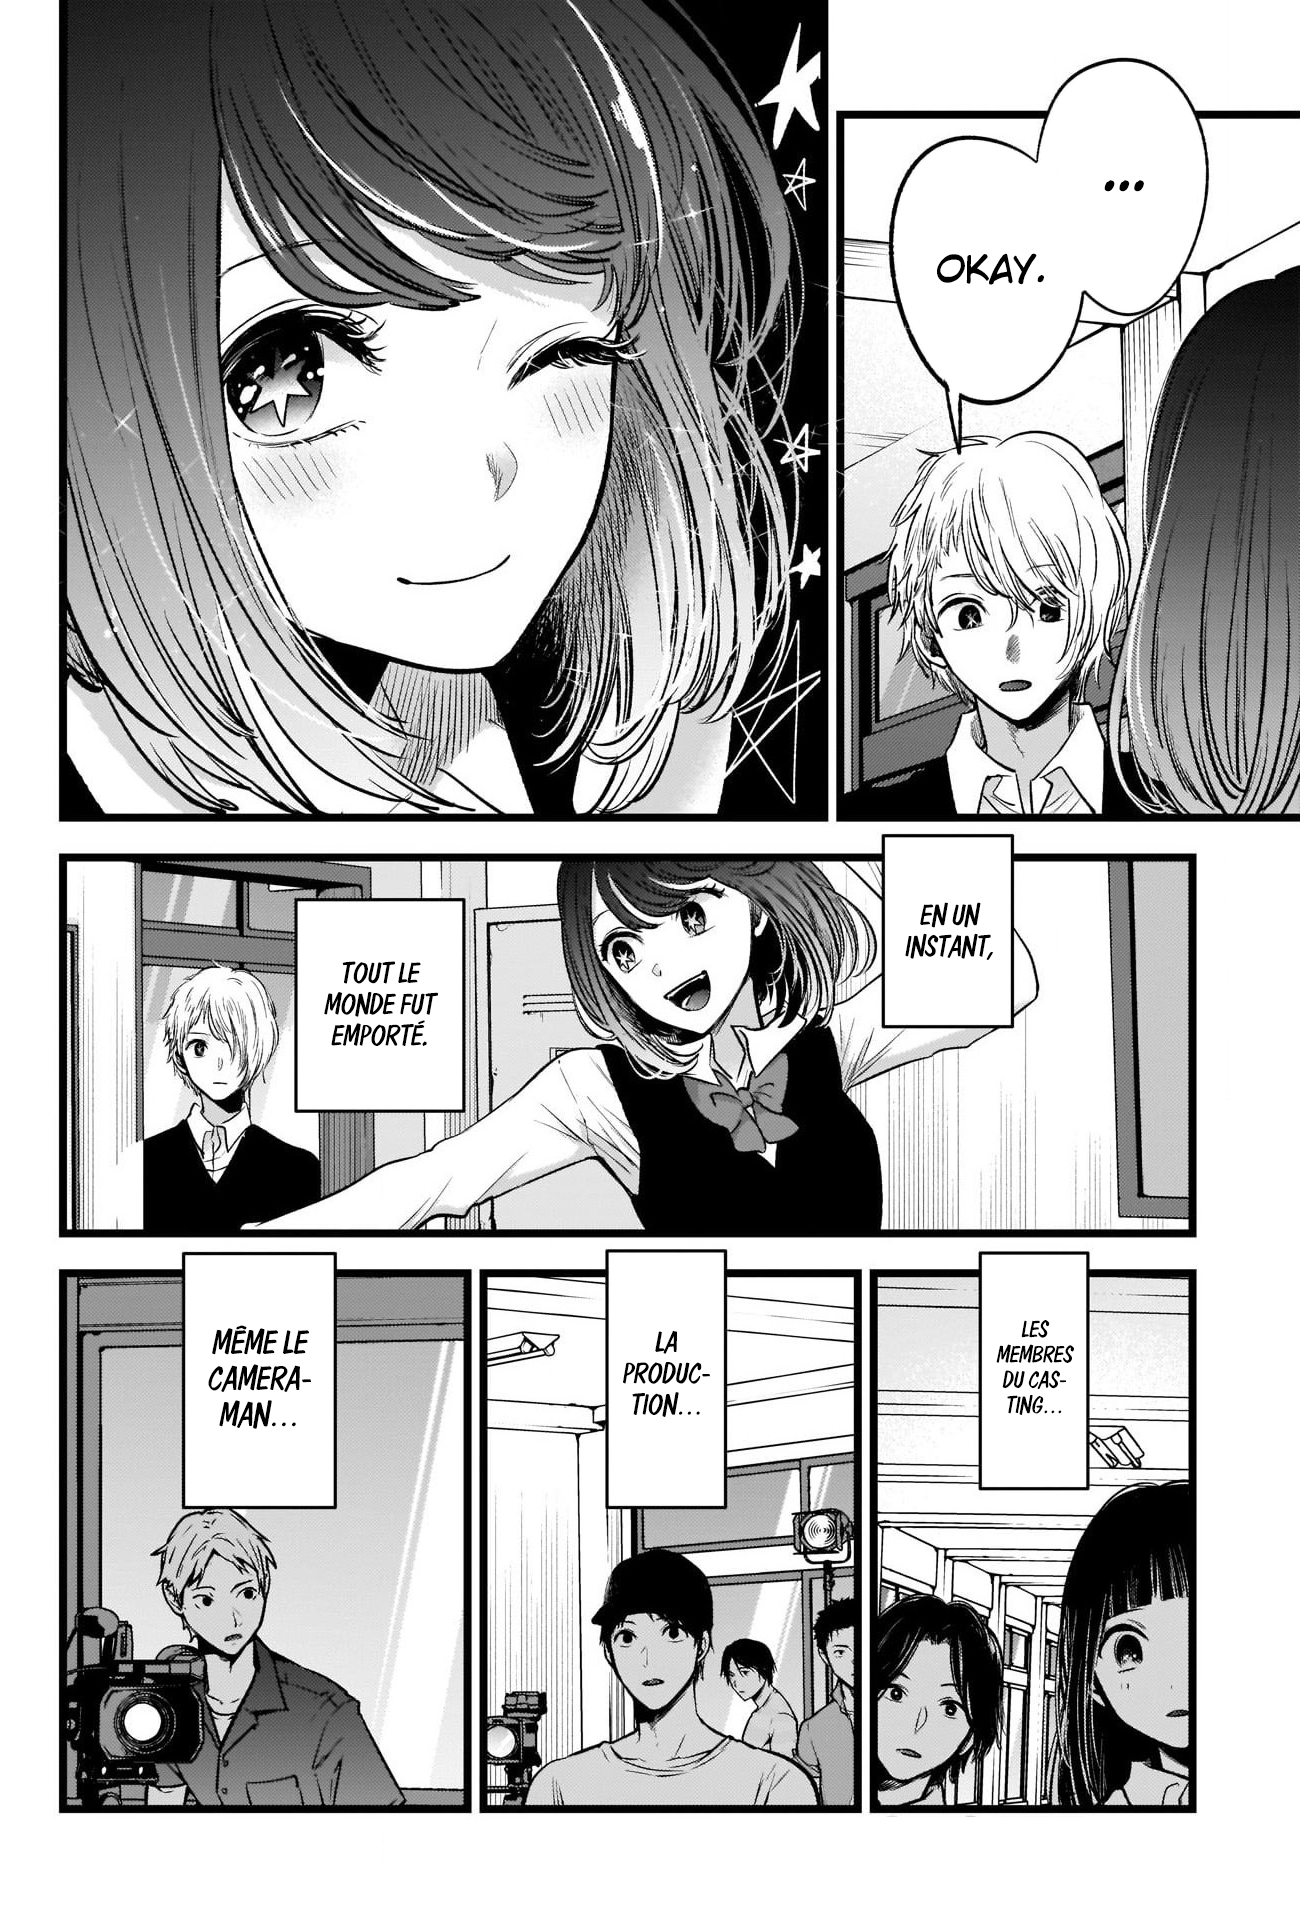 ...
OKAY.
EN UN
INSTANT,
TOUT LE
MONDE FUT
EMPORTÉ.
LES
MEMBRES
DU CAS-
TING...
LA
PRODUC-
TION...
MÊME LE
CAMERA-
MAN...